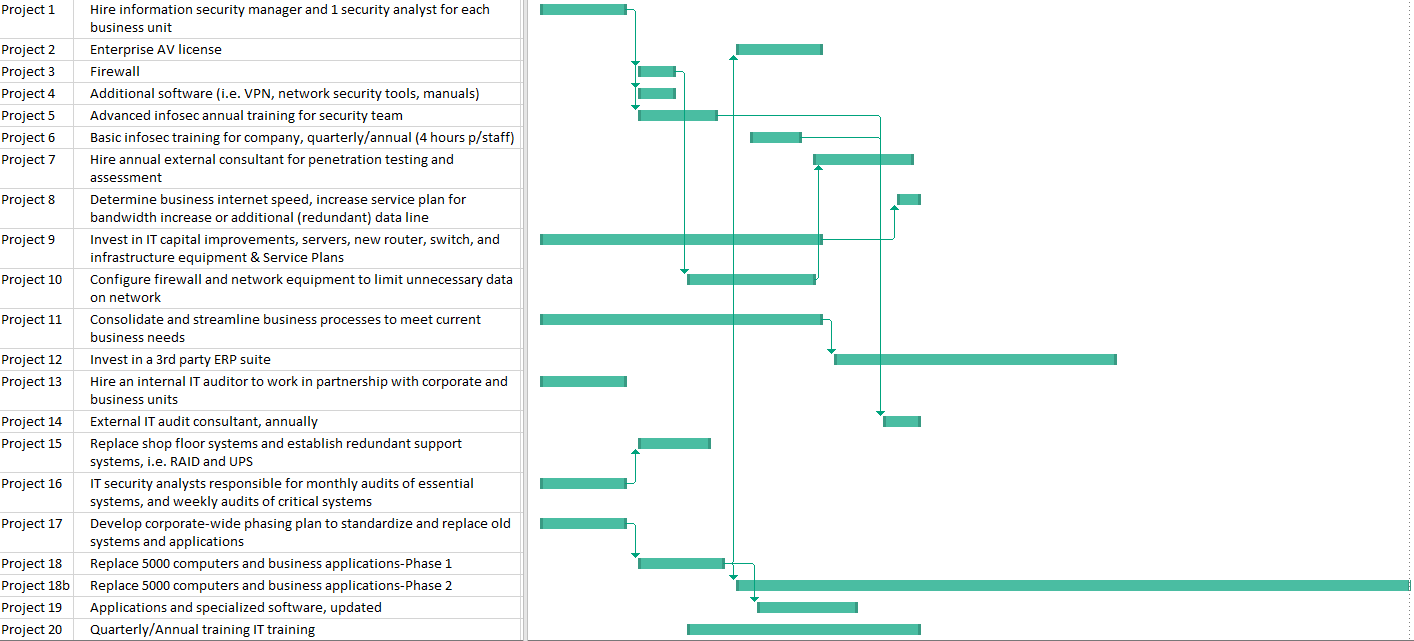 Project 1 Hire information security manager and 1 security analyst for each
business unit
Project 2 Enterprise AV license
Project 3 Firewall
Project 4 Additional software (i.e. VPN, network security tools, manuals)
Project 5 Advanced infosec annual training for security team
Project 6 Basic infosec training for company, quarterly/annual (4 hours p/staff)
Project 7 Hire annual external consultant for penetration testing and
assessment
Project 8 Determine business internet speed, increase service plan for
bandwidth increase or additional (redundant) data line
Project 9 Invest in IT capital improvements, servers, new router, switch, and
infrastructure equipment & Service Plans
Project 10 Configure firewall and network equipment to limit unnecessary data
on network
Project 11 Consolidate and streamline business processes to meet current
business needs
Project 12 Invest in a 3rd party ERP suite
Project 13 Hire an internal IT auditor to work in partnership with corporate and
business units
Project 14 External IT audit consultant, annually
Project 15 Replace shop floor systems and establish redundant support
systems, i.e. RAID and UPS
Project 16 IT security analysts responsible for monthly audits of essential
systems, and weekly audits of critical systems
Project 17 Develop corporate-wide phasing plan to standardize and replace old
systems and applications
Project 18 Replace 5000 computers and business applications-Phase 1
Project 18b Replace 5000 computers and business applications-Phase 2
Project 19 Applications and specialized software, updated
Project 20 Quarterly/Annual training IT training